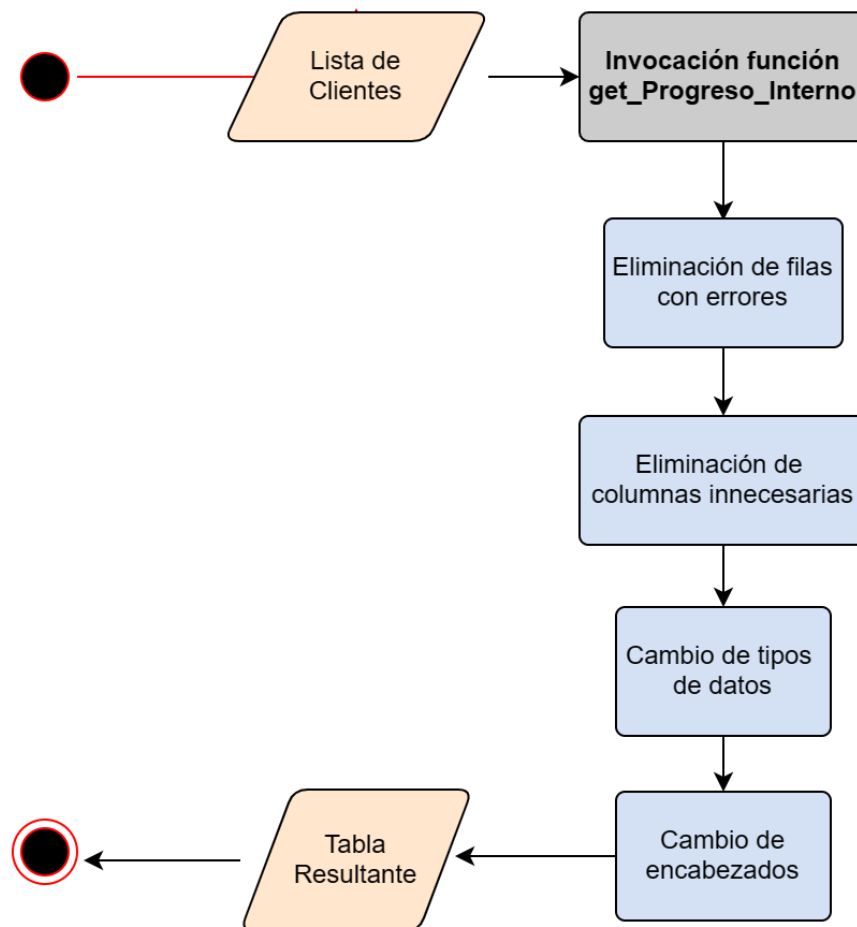 Lista de
Clientes
Invocación función
get_Progreso_Interno
Eliminación de filas
con errores
Eliminación de
columnas innecesarias
Cambio de tipos
de datos
Cambio de
encabezados
Tabla
Resultante